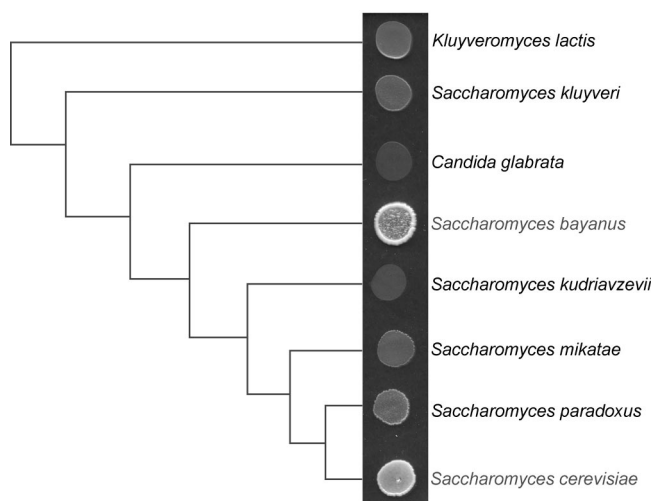 Kluyveromyces lactis
Saccharomyces kluyveri
Candida glabrata
Saccharomyces bayanus
Saccharomyces kudriavzevii
Saccharomyces mikatae
Saccharomyces paradoxus
Saccharomyces cerevisiae